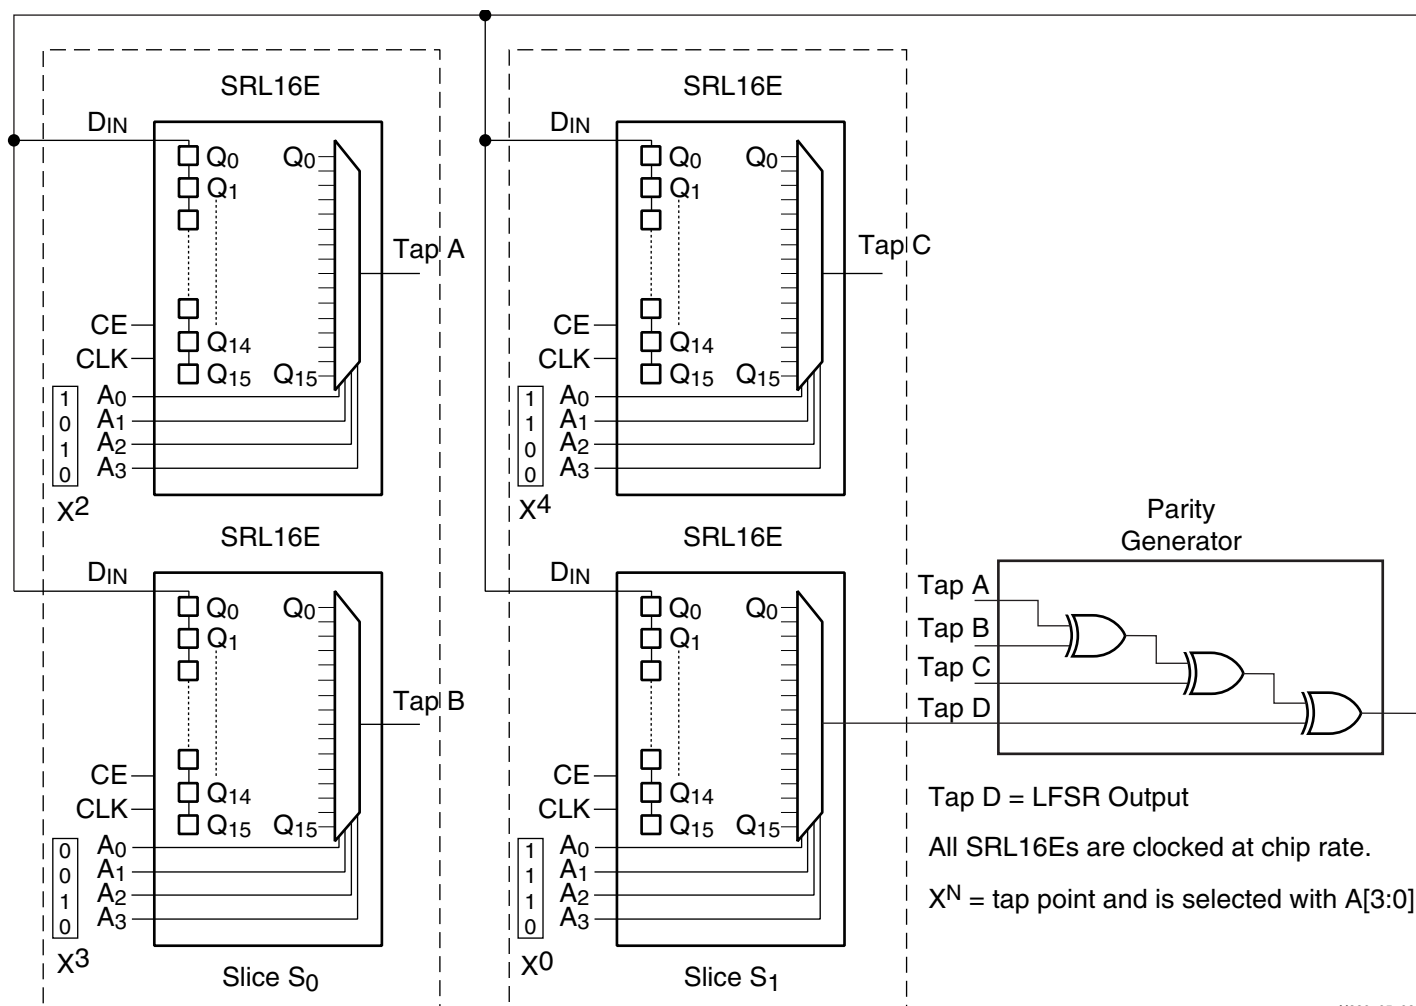 SRL16E
DIN
Q0
Q0
Q1
Tap A
CE
Q14
CLK
Q15
Q15
1 A0
0 A1
1 A2
0 A3
X2
SRL16E
DIN
Q0
Q0
Q1
Tap C
CE
Q14
CLK
Q15
Q15
1 A0
1 A1
0 A2
0 A3
X4
SRL16E
DIN
Q0
Q0
Q1
Tap B
CE
Q14
CLK
Q15
Q15
0 A0
0 A1
1 A2
0 A3
X3
Slice S0
SRL16E
DIN
Q0
Q0
Q1
CE
Q14
CLK
Q15
Q15
1 A0
1 A1
1 A2
0 A3
X0
Slice S1
Parity
Generator
Tap A
Tap B
Tap C
Tap D
Tap D = LFSR Output
All SRL16Es are clocked at chip rate.
XN = tap point and is selected with A[3:0]